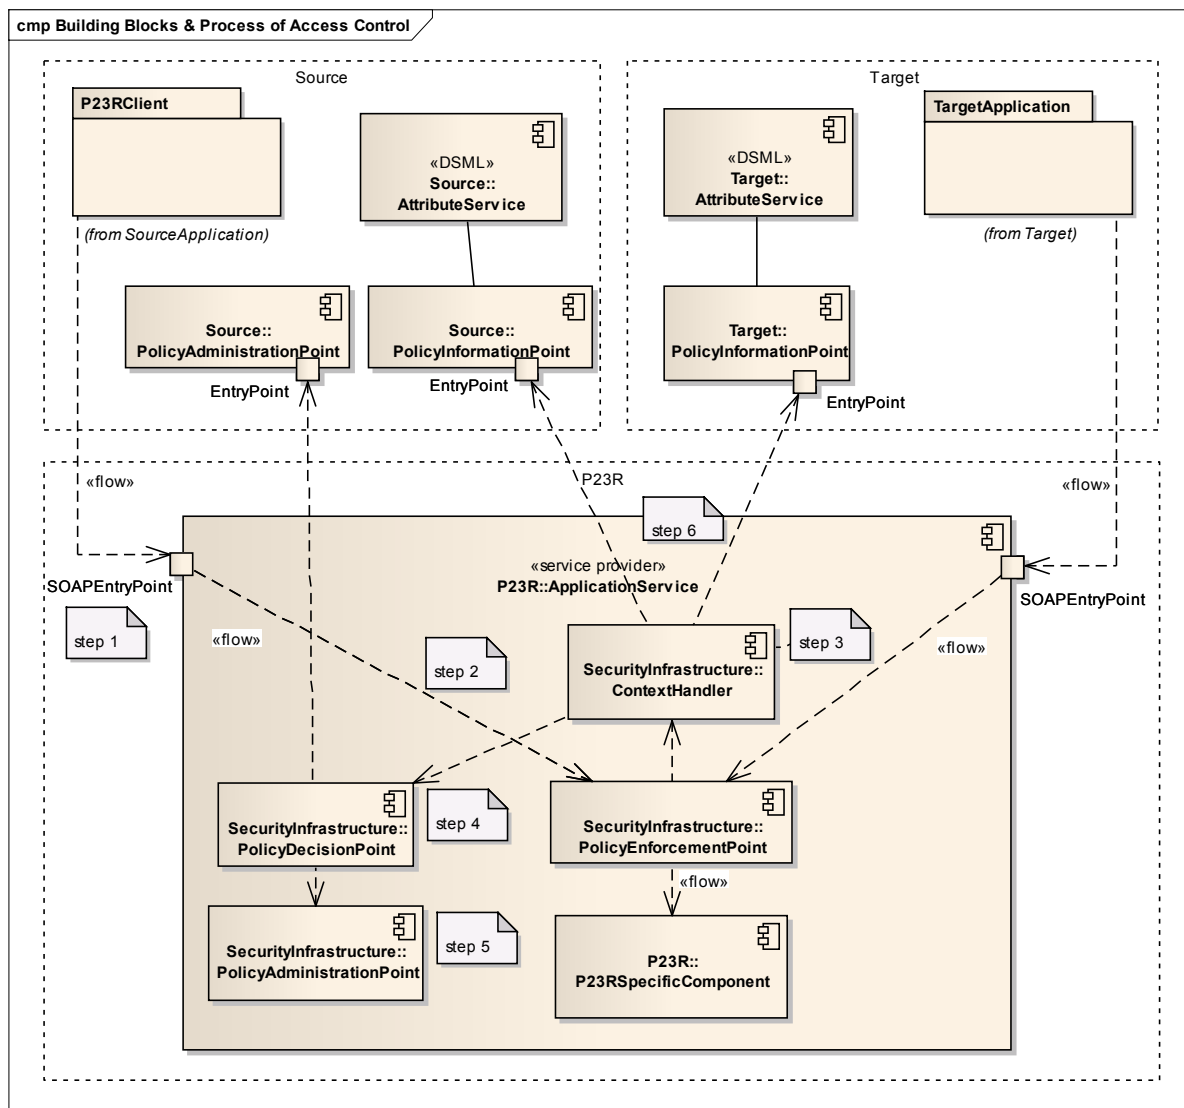 cmp Building Blocks & Process of Access Control
Source
Target
P23RClient
(from SourceApplication)
«DSML»
Source::
AttributeService
«DSML»
Target::
AttributeService
TargetApplication
(from Target)
Source::
PolicyAdministrationPoint
EntryPoint
Source::
PolicyInformationPoint
EntryPoint
Target::
PolicyInformationPoint
EntryPoint
«flow»
P23R
«flow»
step 6
«service provider»
P23R::ApplicationService
SOAPEntryPoint
SOAPEntryPoint
step 1
«flow»
step 2
step 3
«flow»
SecurityInfrastructure::
ContextHandler
SecurityInfrastructure::
PolicyDecisionPoint
step 4
SecurityInfrastructure::
PolicyEnforcementPoint
«flow»
SecurityInfrastructure::
PolicyAdministrationPoint
step 5
P23R::
P23RSpecificComponent